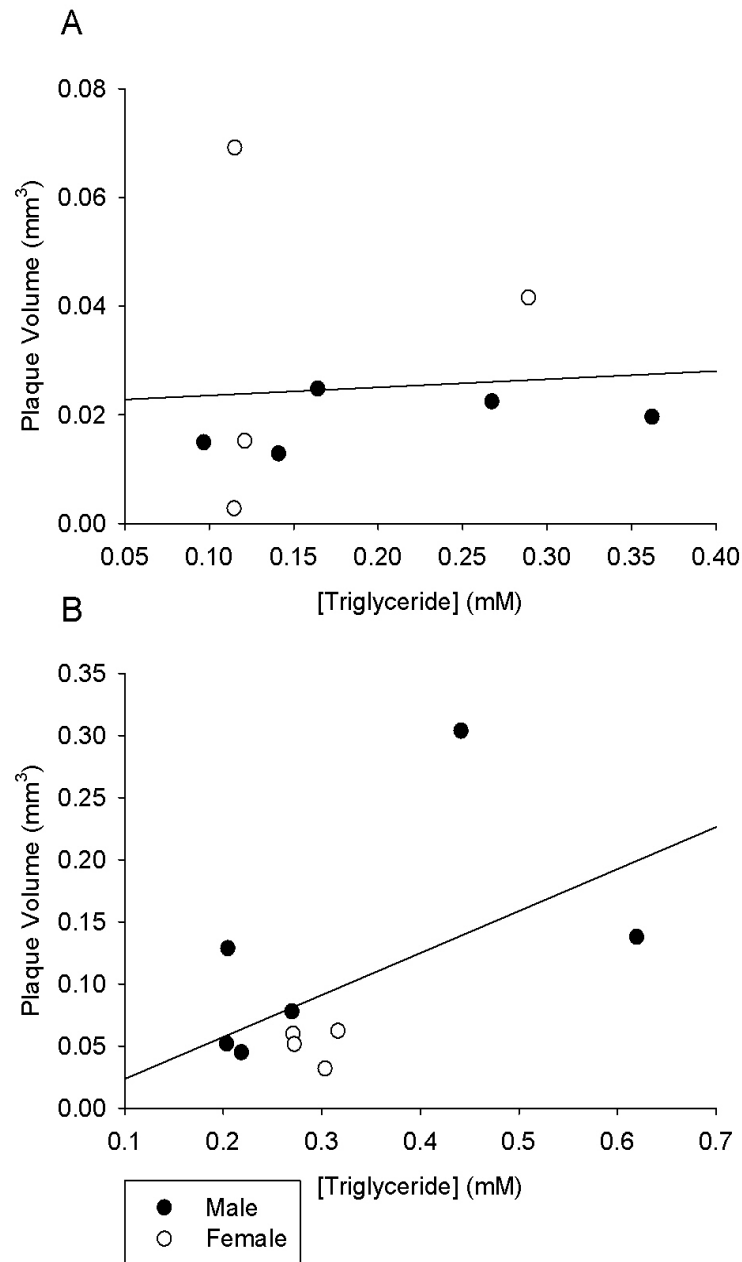 A
0.08
0.06
0.04
0.02
0.00
Plaque Volume (mm³)
0.05 0.10 0.15 0.20 0.25 0.30 0.35 0.40
[Triglyceride] (mM)
B
0.35
0.30
0.25
0.20
0.15
0.10
0.05
0.00
Plaque Volume (mm³)
0.1 0.2 0.3 0.4 0.5 0.6 0.7
[Triglyceride] (mM)
Male
Female